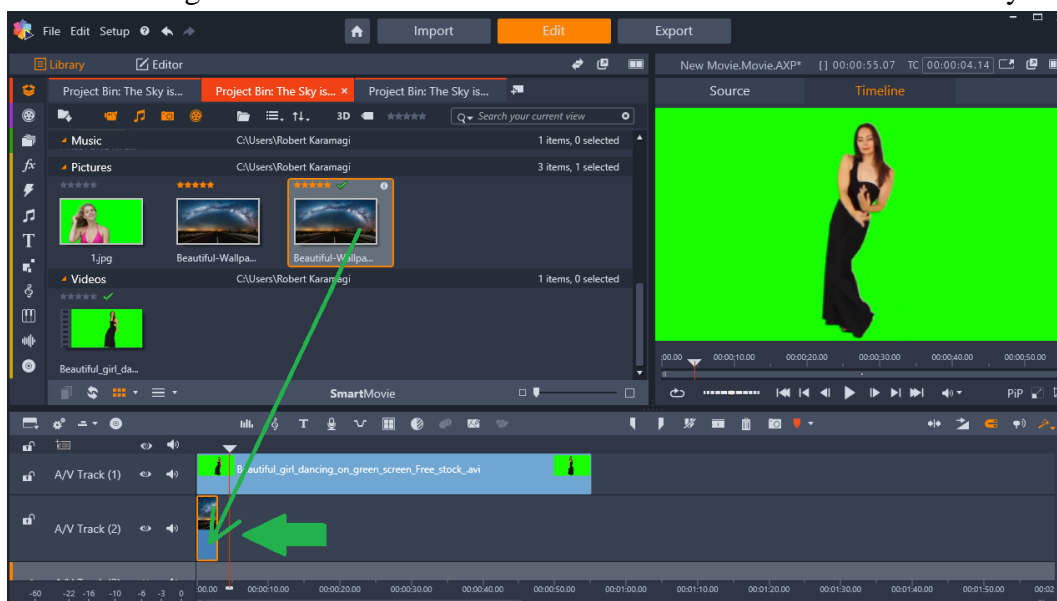 File Edit Setup
Import Edit Export
Library Editor
New Movie.Movie.AXP* [] 00:00:55.07 TC 00:00:04.14
Project Bin: The Sky is... Project Bin: The Sky is... × Project Bin: The Sky is...
Source Timeline
3D Search your current view
Music C:\Users\Robert Karamagi 1 items, 0 selected
Pictures C:\Users\Robert Karamagi 3 items, 1 selected
1.jpg Beautiful-Wallpa... Beautiful-Wallpa...
Videos C:\Users\Robert Karamagi 1 items, 0 selected
Beautiful_girl_da...
:00.00 00:00:10.00 00:00:20.00 00:00:30.00 00:00:40.00 00:00:50.00
SmartMovie
PiP
A/V Track (1) Beautiful_girl_dancing_on_green_screen_Free_stock_.avi
A/V Track (2)
:00.00 00:00:10.00 00:00:20.00 00:00:30.00 00:00:40.00 00:00:50.00 00:01:00.00 00:01:10.00 00:01:20.00 00:01:30.00 00:01:40.00 00:01:50.00 00:02
-60 -22 -16 -10 -6 -3 0